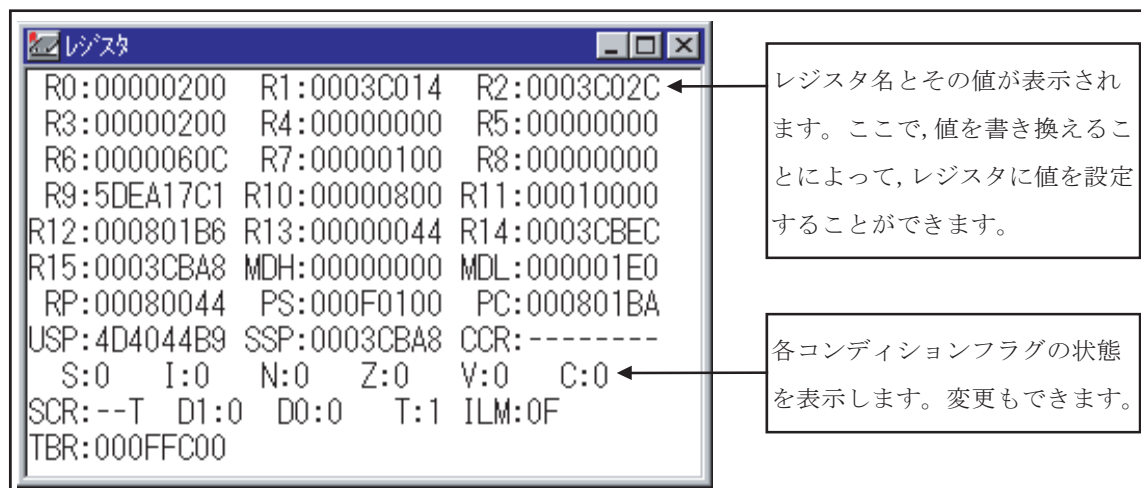 レジスタ
R0:00000200 R1:0003C014 R2:0003C02C
R3:00000200 R4:00000000 R5:00000000
R6:0000060C R7:00000100 R8:00000000
R9:5DEA17C1 R10:00000800 R11:00010000
R12:000801B6 R13:00000044 R14:0003CBEC
R15:0003CBA8 MDH:00000000 MDL:000001E0
RP:00080044 PS:000F0100 PC:000801BA
USP:4D4044B9 SSP:0003CBA8 CCR:--------
S:0 I:0 N:0 Z:0 V:0 C:0
SCR:--T D1:0 D0:0 T:1 ILM:0F
TBR:000FFC00
レジスタ名とその値が表示され
ます。ここで,値を書き換えるこ
とによって,レジスタに値を設定
することができます。
各コンディションフラグの状態
を表示します。変更もできます。